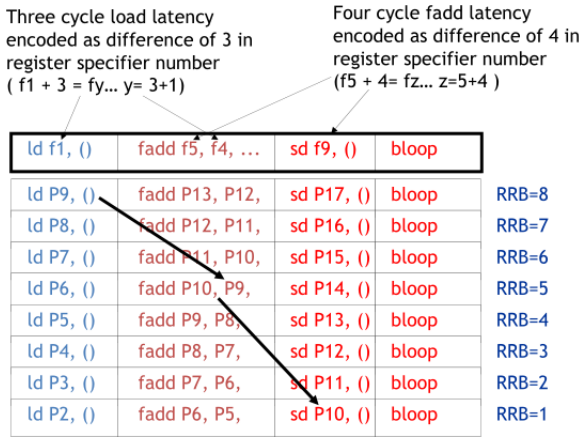 Three cycle load latency
encoded as difference of 3 in
register specifier number
( f1 + 3 = fy... y= 3+1)
Four cycle fadd latency
encoded as difference of 4 in
register specifier number
(f5 + 4= fz... z=5+4 )
ld f1, () fadd f5, f4, ... sd f9, () bloop
ld P9, () fadd P13, P12, sd P17, () bloop RRB=8
ld P8, () fadd P12, P11, sd P16, () bloop RRB=7
ld P7, () fadd P11, P10, sd P15, () bloop RRB=6
ld P6, () fadd P10, P9, sd P14, () bloop RRB=5
ld P5, () fadd P9, P8, sd P13, () bloop RRB=4
ld P4, () fadd P8, P7, sd P12, () bloop RRB=3
ld P3, () fadd P7, P6, sd P11, () bloop RRB=2
ld P2, () fadd P6, P5, sd P10, () bloop RRB=1